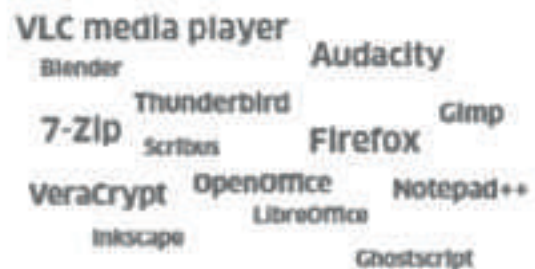 VLC media player
Audacity
Blender
Thunderbird
Gimp
7-Zip
Scribus
Firefox
VeraCrypt
OpenOffice
Notepad++
LibreOffice
Inkscape
Ghostscript